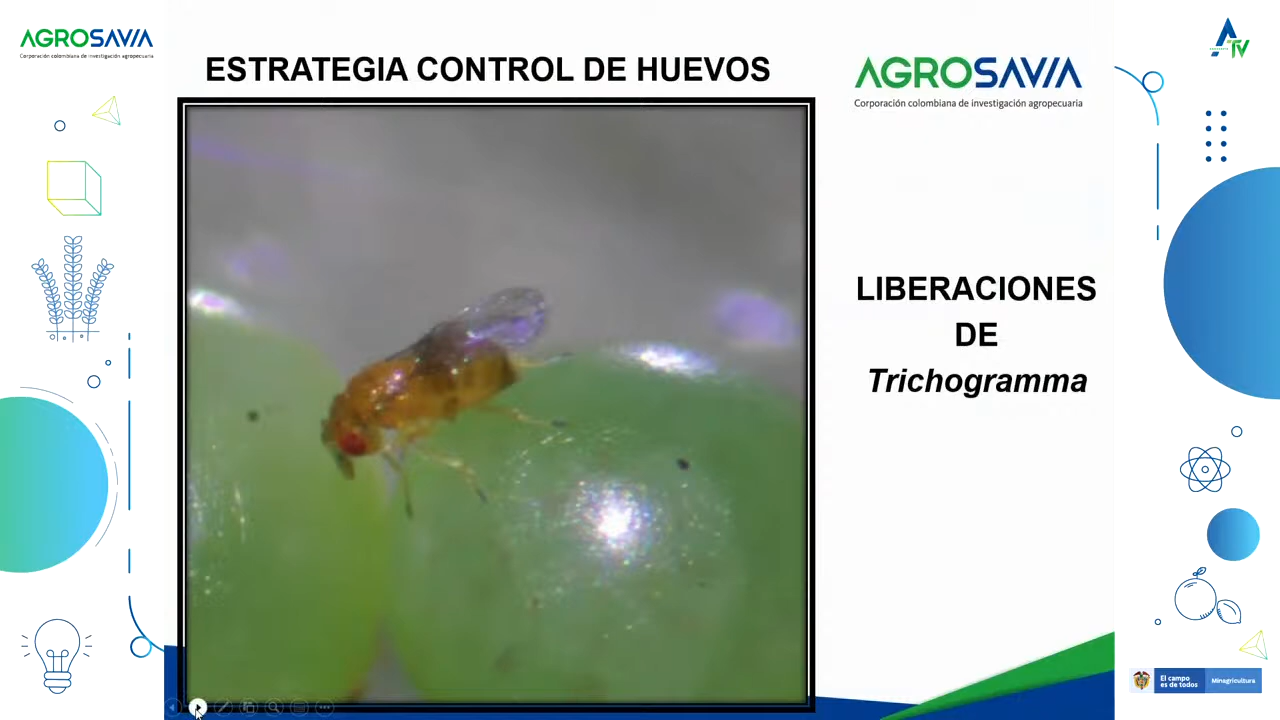 AGROSAVIA
Corporación colombiana de investigación agropecuaria
ESTRATEGIA CONTROL DE HUEVOS
AGROSAVIA
Corporación colombiana de investigación agropecuaria
TV
LIBERACIONES
DE
Trichogramma
El campo
es de todos
Minagricultura